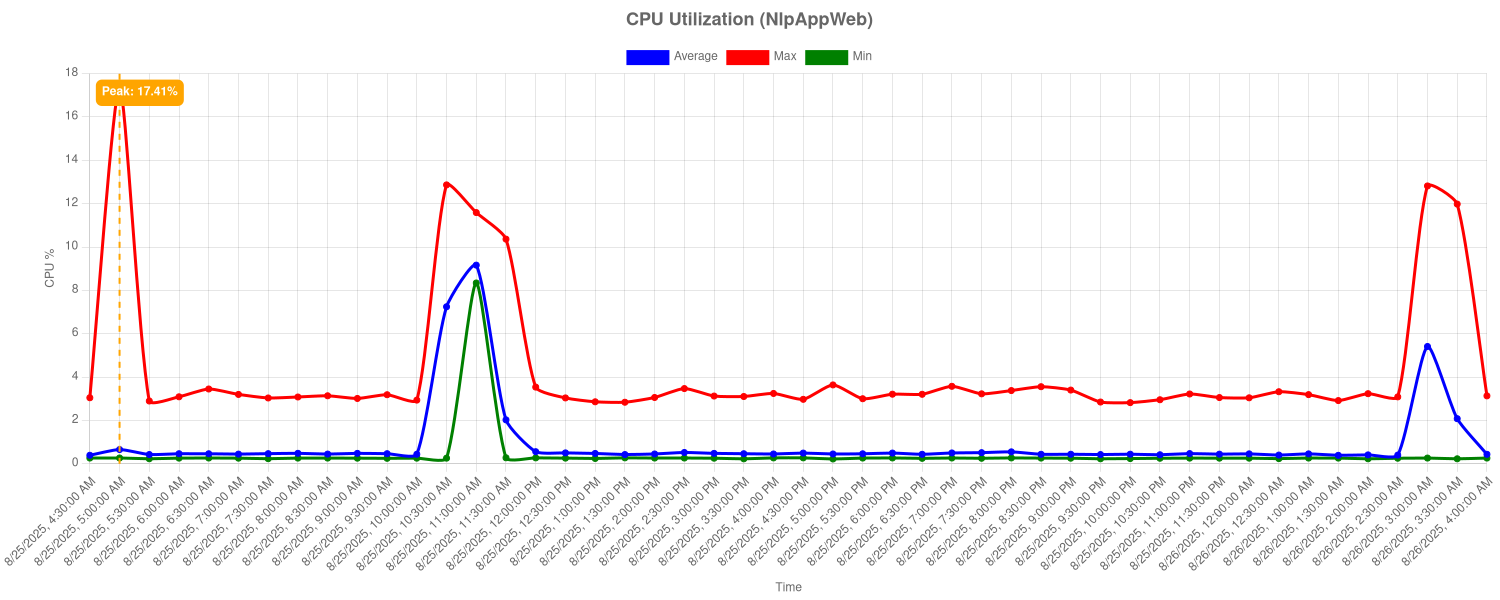 CPU Utilization (NlpAppWeb)
Average Max Min
Peak: 17.41%
18
16
14
12
10
8
6
4
2
0
CPU %
8/25/2025, 4:30:00 AM
8/25/2025, 5:00:00 AM
8/25/2025, 5:30:00 AM
8/25/2025, 6:00:00 AM
8/25/2025, 6:30:00 AM
8/25/2025, 7:00:00 AM
8/25/2025, 7:30:00 AM
8/25/2025, 8:00:00 AM
8/25/2025, 8:30:00 AM
8/25/2025, 9:00:00 AM
8/25/2025, 9:30:00 AM
8/25/2025, 10:00:00 AM
8/25/2025, 10:30:00 AM
8/25/2025, 11:00:00 AM
8/25/2025, 11:30:00 AM
8/25/2025, 12:00:00 PM
8/25/2025, 12:30:00 PM
8/25/2025, 1:00:00 PM
8/25/2025, 1:30:00 PM
8/25/2025, 2:00:00 PM
8/25/2025, 2:30:00 PM
8/25/2025, 3:00:00 PM
8/25/2025, 3:30:00 PM
8/25/2025, 4:00:00 PM
8/25/2025, 4:30:00 PM
8/25/2025, 5:00:00 PM
8/25/2025, 5:30:00 PM
8/25/2025, 6:00:00 PM
8/25/2025, 6:30:00 PM
8/25/2025, 7:00:00 PM
8/25/2025, 7:30:00 PM
8/25/2025, 8:00:00 PM
8/25/2025, 8:30:00 PM
8/25/2025, 9:00:00 PM
8/25/2025, 9:30:00 PM
8/25/2025, 10:00:00 PM
8/25/2025, 10:30:00 PM
8/25/2025, 11:00:00 PM
8/25/2025, 11:30:00 PM
8/26/2025, 12:00:00 AM
8/26/2025, 12:30:00 AM
8/26/2025, 1:00:00 AM
8/26/2025, 1:30:00 AM
8/26/2025, 2:00:00 AM
8/26/2025, 2:30:00 AM
8/26/2025, 3:00:00 AM
8/26/2025, 3:30:00 AM
8/26/2025, 4:00:00 AM
Time